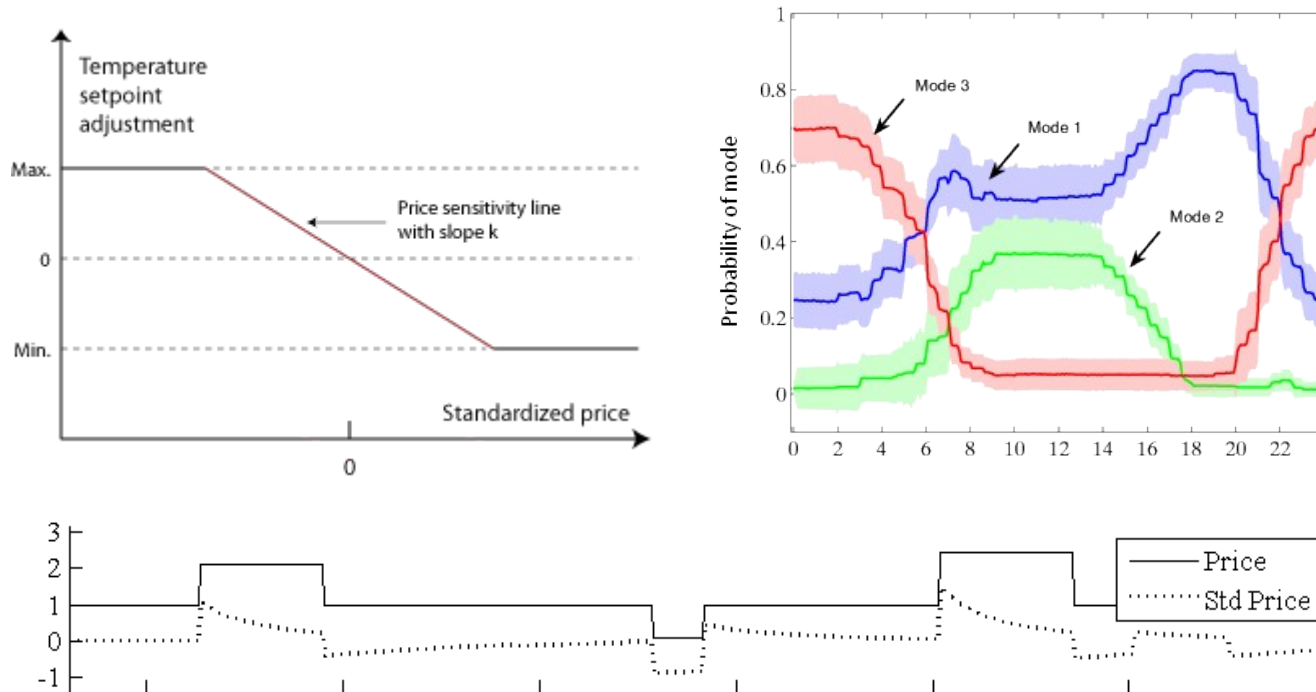 Temperature
setpoint
adjustment
Max.
Price sensitivity line
with slope k
0
Min.
Standardized price
0
1
0.8
0.6
0.4
0.2
0
Probability of mode
Mode 3
Mode 1
Mode 2
0 2 4 6 8 10 12 14 16 18 20 22
3
2
1
0
-1
Price
Std Price